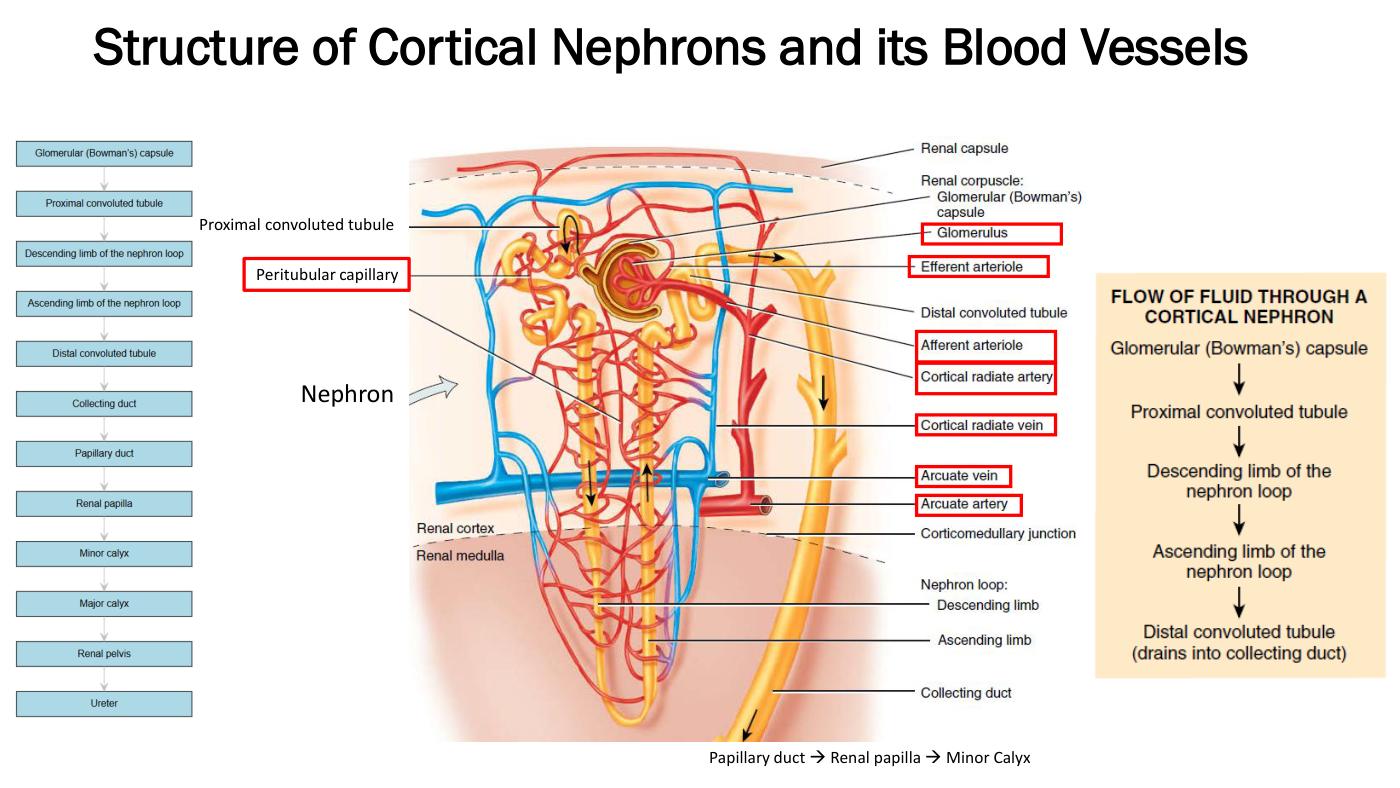 Structure of Cortical Nephrons and its Blood Vessels
Glomerular (Bowman's) capsule
Proximal convoluted tubule
Descending limb of the nephron loop
Ascending limb of the nephron loop
Distal convoluted tubule
Collecting duct
Papillary duct
Renal papilla
Minor calyx
Major calyx
Renal pelvis
Ureter
Proximal convoluted tubule
Peritubular capillary
Nephron
Renal cortex
Renal medulla
Renal capsule
Renal corpuscle:
Glomerular (Bowman's)
capsule
Glomerulus
Efferent arteriole
Distal convoluted tubule
Afferent arteriole
Cortical radiate artery
Cortical radiate vein
Arcuate vein
Arcuate artery
Corticomedullary junction
Nephron loop:
Descending limb
Ascending limb
Collecting duct
Papillary duct → Renal papilla → Minor Calyx
FLOW OF FLUID THROUGH A
CORTICAL NEPHRON
Glomerular (Bowman's) capsule
Proximal convoluted tubule
Descending limb of the
nephron loop
Ascending limb of the
nephron loop
Distal convoluted tubule
(drains into collecting duct)